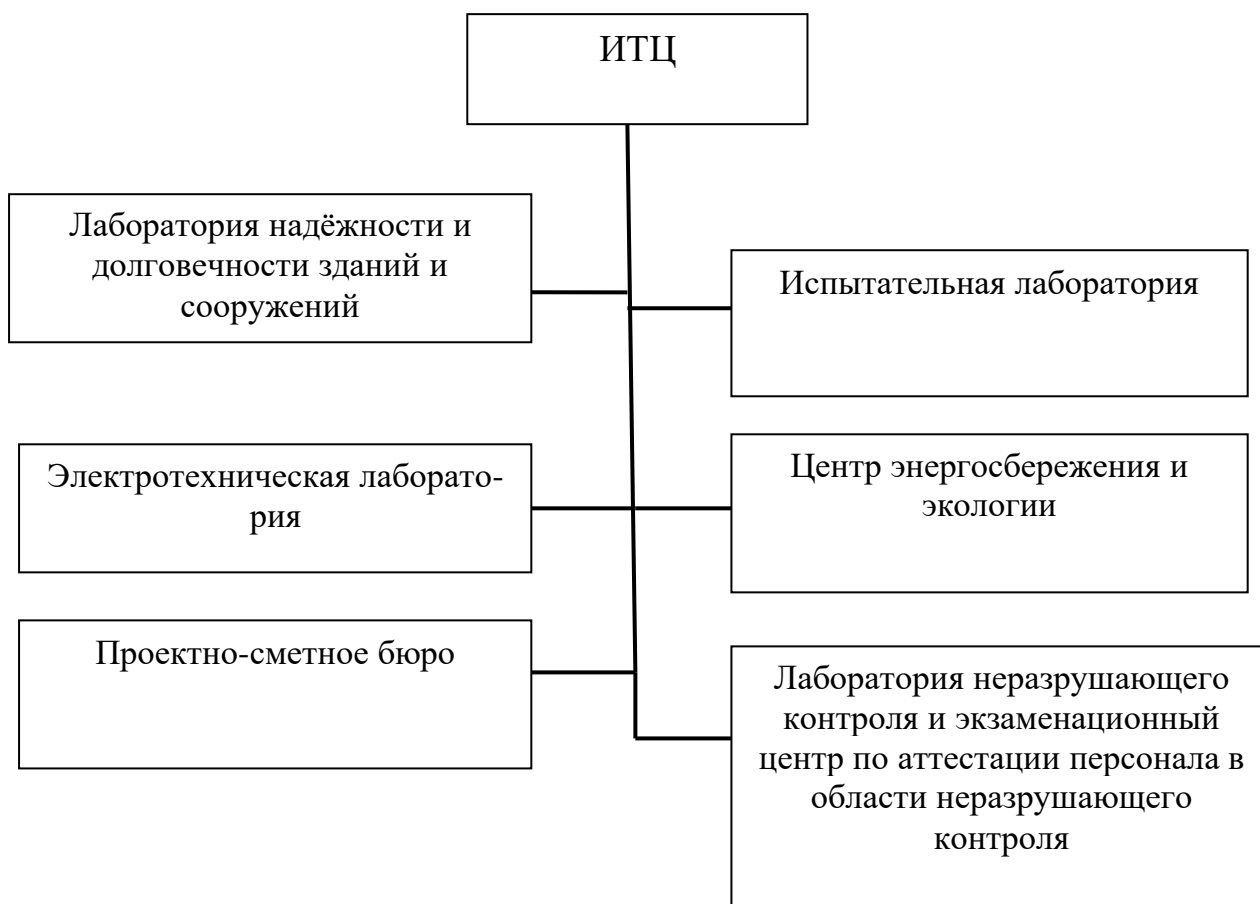 ИТЦ
Лаборатория надёжности и
долговечности зданий и
сооружений
Испытательная лаборатория
Электротехническая лаборато-
рия
Центр энергосбережения и
экологии
Проектно-сметное бюро
Лаборатория неразрушающего
контроля и экзаменационный
центр по аттестации персонала в
области неразрушающего
контроля